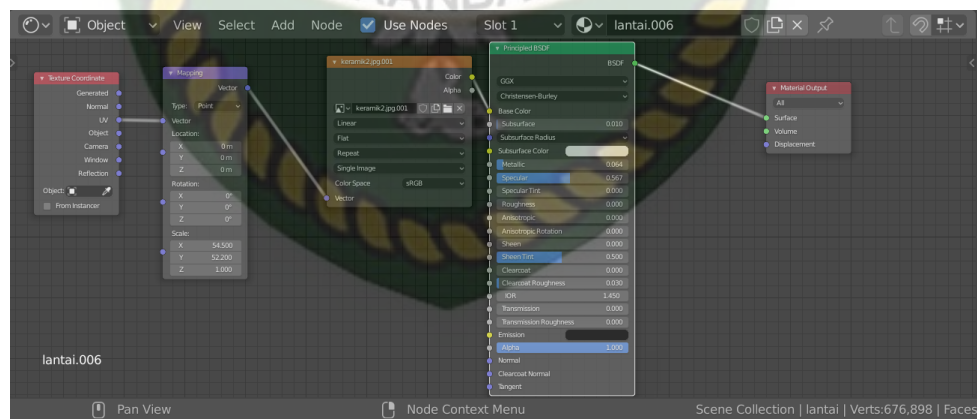 Object View Select Add Node Use Nodes Slot 1 lantai.006
Texture Coordinate
Generated
Normal
UV
Object
Camera
Window
Reflection
Object:
From Instancer
Mapping
Vector
Type: Point
Vector
Location:
X 0 m
Y 0 m
Z 0 m
Rotation:
X 0°
Y 0°
Z 0°
Scale:
X 54.500
Y 52.200
Z 1.000
keramik2.jpg.001
Color
Alpha
keramik2.jpg.001
Linear
Flat
Repeat
Single Image
Color Space sRGB
Vector
Principled BSDF
BSDF
GGX
Christensen-Burley
Base Color
Subsurface 0.010
Subsurface Radius
Subsurface Color
Metallic 0.064
Specular 0.567
Specular Tint 0.000
Roughness 0.000
Anisotropic 0.000
Anisotropic Rotation 0.000
Sheen 0.000
Sheen Tint 0.500
Clearcoat 0.000
Clearcoat Roughness 0.030
IOR 1.450
Transmission 0.000
Transmission Roughness 0.000
Emission
Alpha 1.000
Normal
Clearcoat Normal
Tangent
Material Output
All
Surface
Volume
Displacement
lantai.006
Pan View Node Context Menu Scene Collection | lantai | Verts:676,898 | Faces